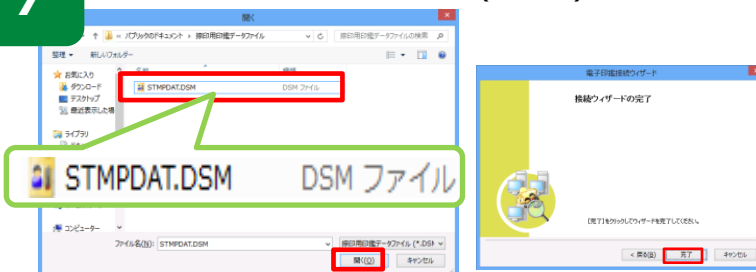 開く
« パブリックのドキュメント › 捺印用印鑑データファイル
捺印用印鑑データファイルの検索
整理 新しいフォルダー
お気に入り
ダウンロード
デスクトップ
最近表示した場
ライブラリ
STMPDAT.DSM DSM ファイル
STMPDAT.DSM DSM ファイル
コンピューター
ファイル名(N): STMPDAT.DSM
捺印用印鑑データファイル (*.DSM
開く(O) キャンセル
電子印鑑接続ウィザード
接続ウィザードの完了
[完了]をクリックしてウィザードを完了してください。
< 戻る(B) 完了 キャンセル